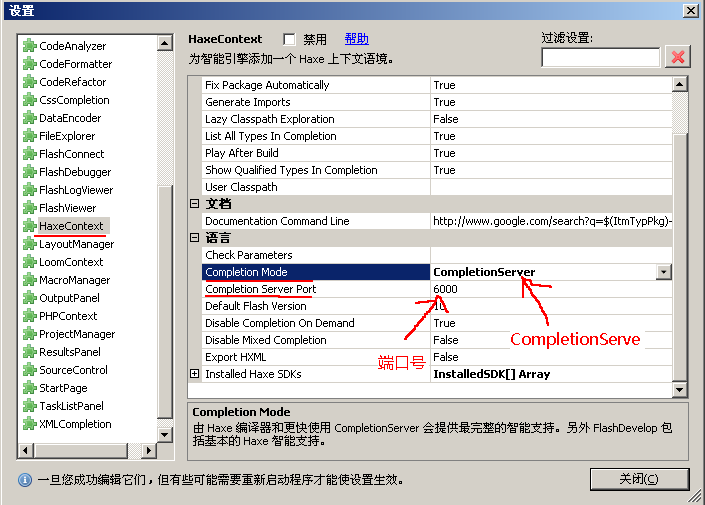 设置
CodeAnalyzer
CodeFormatter
CodeRefactor
CssCompletion
DataEncoder
FileExplorer
FlashConnect
FlashDebugger
FlashLogViewer
FlashViewer
HaxeContext
LayoutManager
LoomContext
MacroManager
OutputPanel
PHPContext
ProjectManager
ResultsPanel
SourceControl
StartPage
TaskListPanel
XMLCompletion
HaxeContext 禁用 帮助
过滤设置:
为智能引擎添加一个 Haxe 上下文语境。
Fix Package Automatically True
Generate Imports True
Lazy Classpath Exploration False
List All Types In Completion True
Play After Build True
Show Qualified Types In Completion True
User Classpath
文档
Documentation Command Line http://www.google.com/search?q=$(ItmTypPkg)-
语言
Check Parameters
Completion Mode CompletionServer
Completion Server Port 6000
Default Flash Version 10
Disable Completion On Demand True
Disable Mixed Completion False
Export HXML False
Installed Haxe SDKs InstalledSDK[] Array
端口号
CompletionServe
Completion Mode
由 Haxe 编译器和更快使用 CompletionServer 会提供最完整的智能支持。另外 FlashDevelop 包
括基本的 Haxe 智能支持。
一旦您成功编辑它们，但有些可能需要重新启动程序才能使设置生效。
关闭(C)